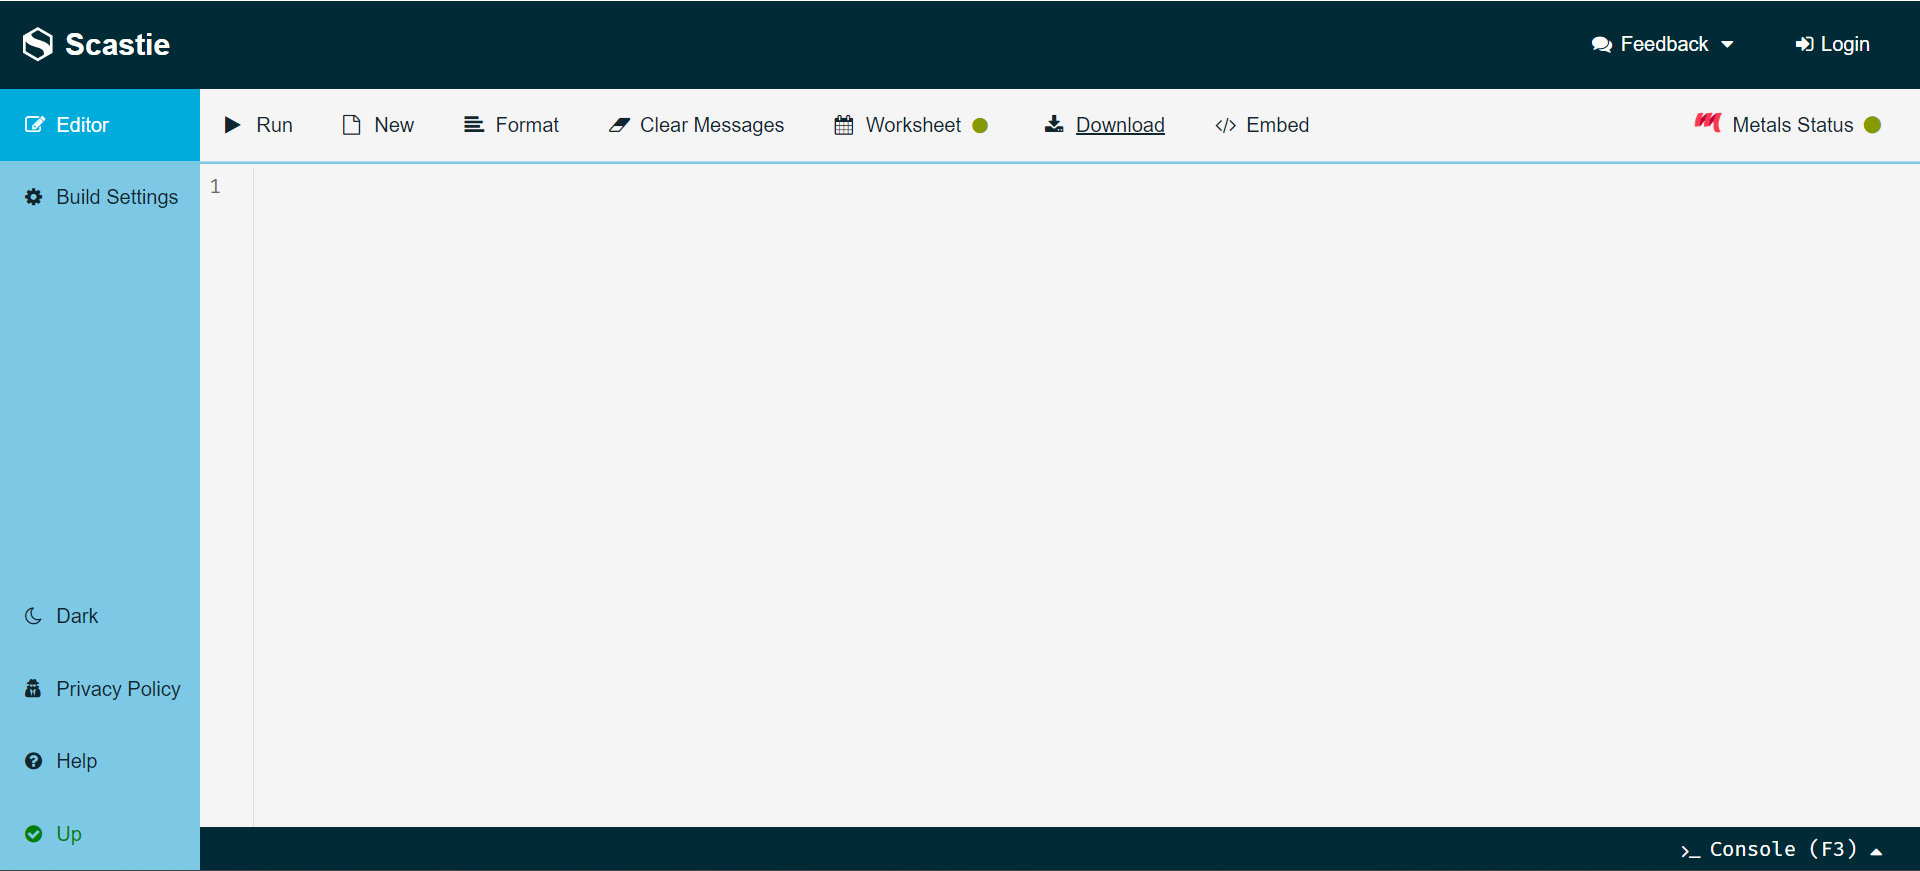 Scastie
Feedback
Login
Editor
Run
New
Format
Clear Messages
Worksheet
Download
</> Embed
Metals Status
Build Settings
1
Dark
Privacy Policy
Help
Up
>_ Console (F3)